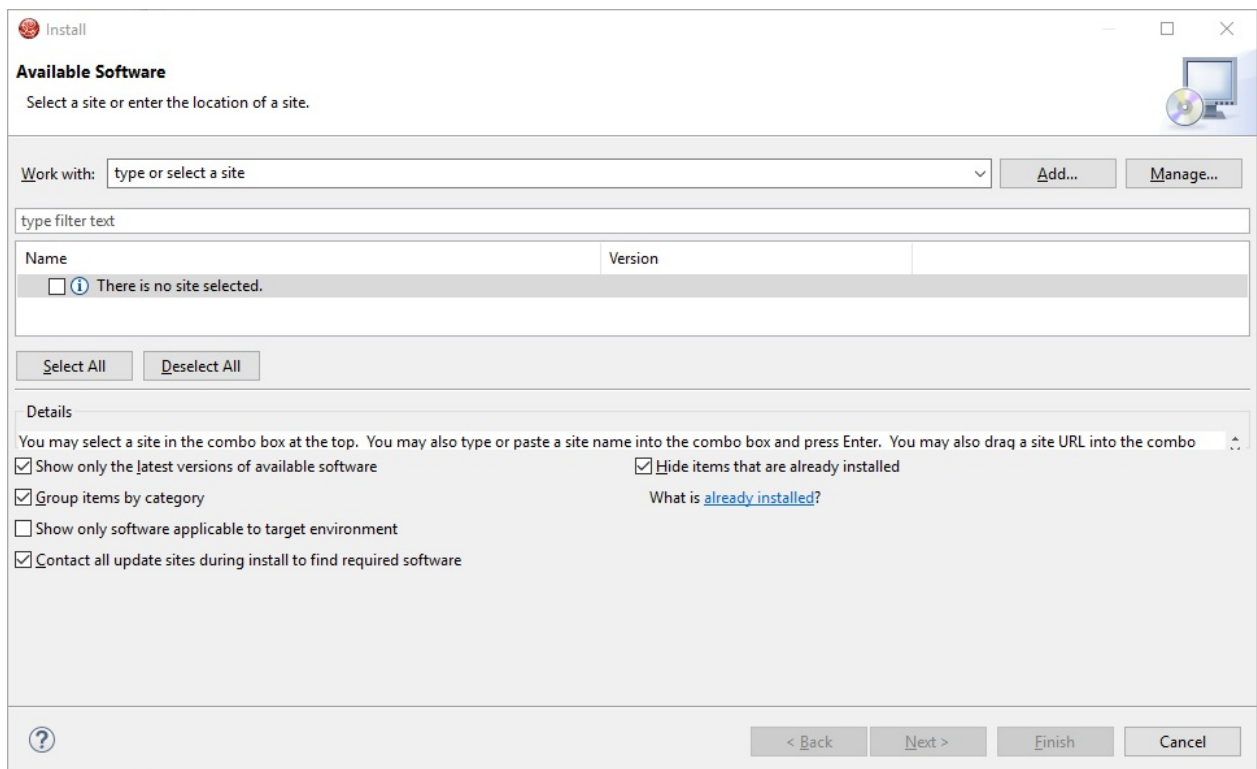 Install
Available Software
Select a site or enter the location of a site.
Work with: type or select a site Add... Manage...
type filter text
Name Version
There is no site selected.
Select All Deselect All
Details
You may select a site in the combo box at the top.  You may also type or paste a site name into the combo box and press Enter.  You may also drag a site URL into the combo
Show only the latest versions of available software Hide items that are already installed
Group items by category What is already installed?
Show only software applicable to target environment
Contact all update sites during install to find required software
? < Back Next > Finish Cancel